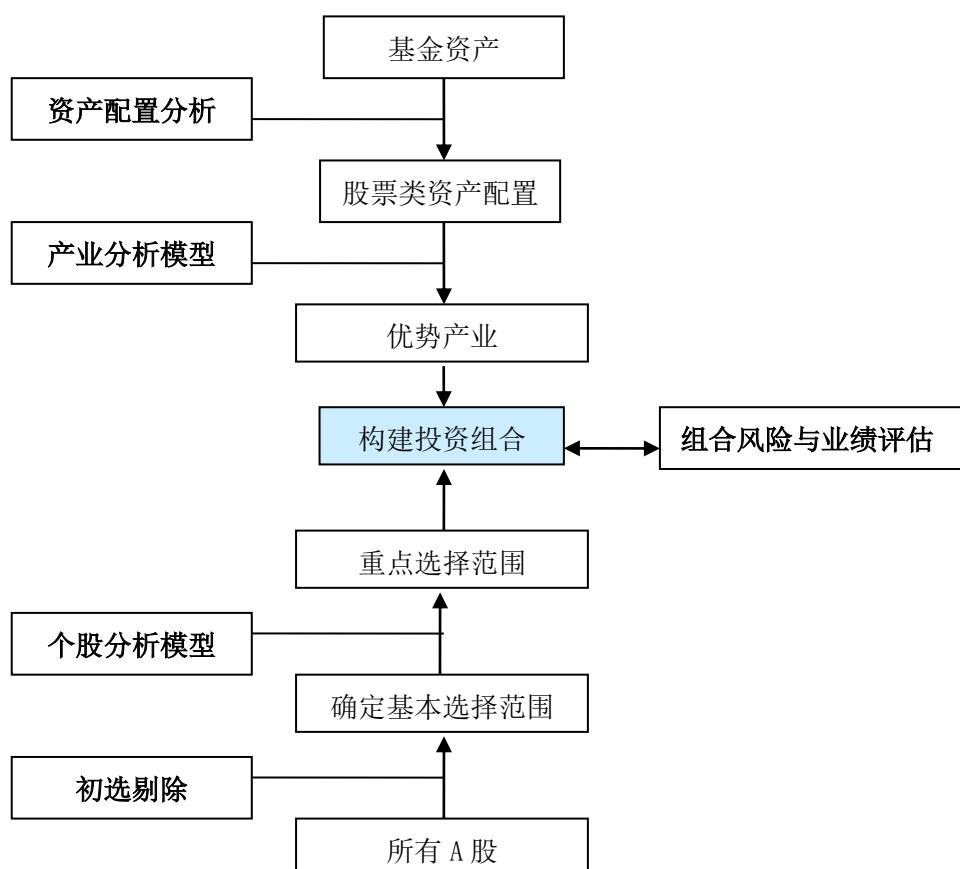 基金资产
资产配置分析
股票类资产配置
产业分析模型
优势产业
构建投资组合
组合风险与业绩评估
重点选择范围
个股分析模型
确定基本选择范围
初选剔除
所有 A 股